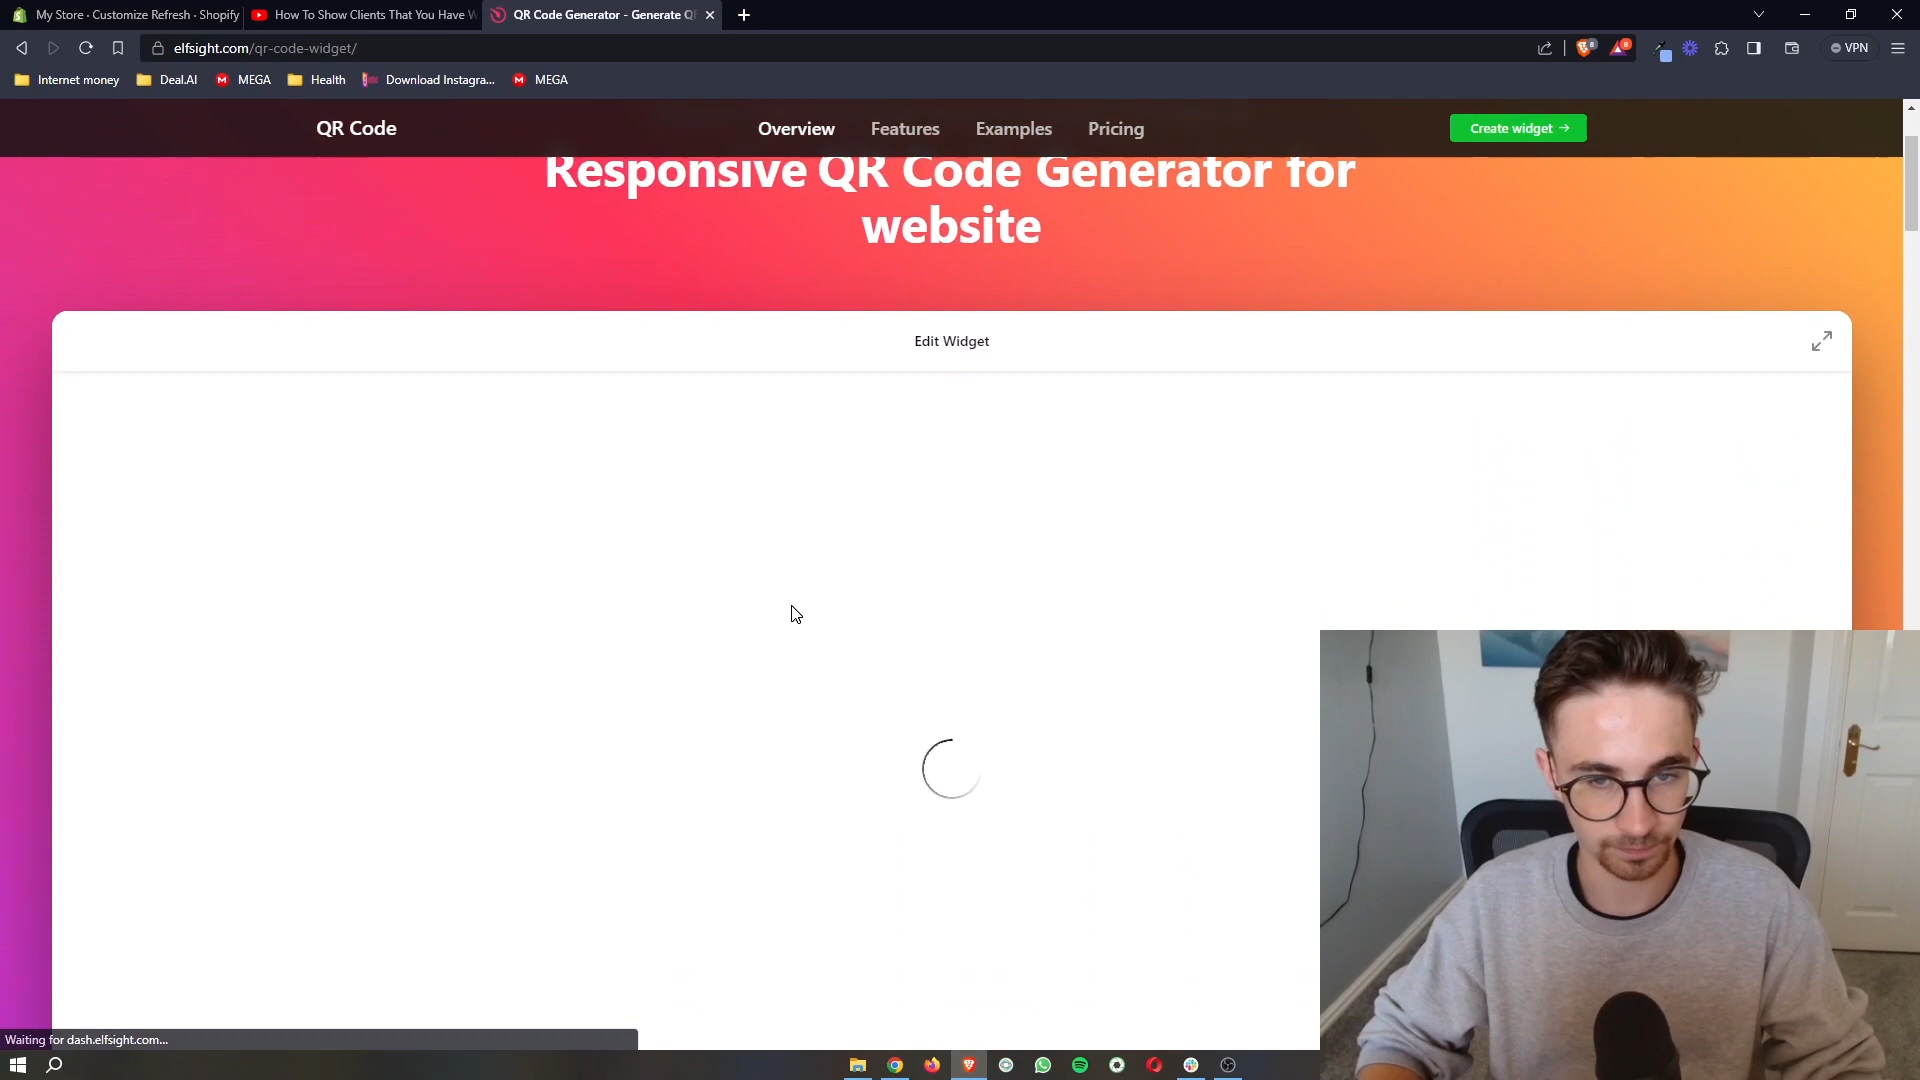 My Store · Customize Refresh · Shopify
How To Show Clients That You Have W
QR Code Generator - Generate Q
elfsight.com/qr-code-widget/
VPN
Internet money
Deal.AI
MEGA
Health
Download Instagra...
MEGA
QR Code
Overview
Features
Examples
Pricing
Create widget →
Responsive QR Code Generator for
website
Edit Widget
Waiting for dash.elfsight.com...